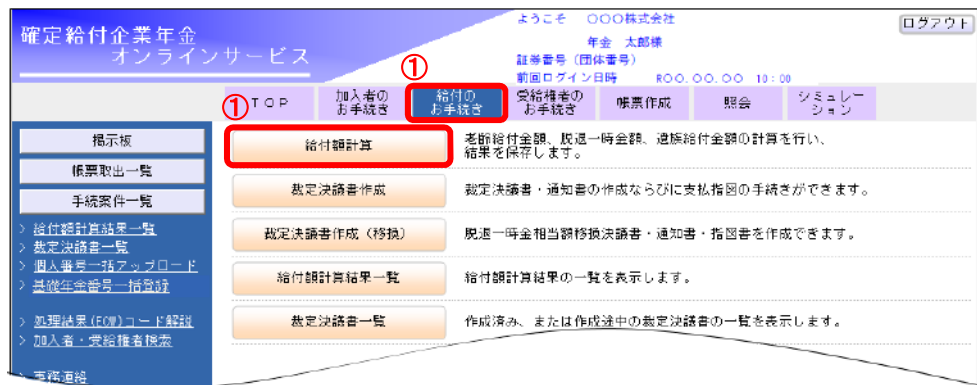 確定給付企業年金
オンラインサービス
ようこそ 〇〇〇株式会社
年金 太郎様
証券番号（団体番号）
前回ログイン日時 R〇〇.〇〇.〇〇 10：00
ログアウト
①
①
TOP
加入者の
お手続き
給付の
お手続き
受給権者の
お手続き
帳票作成
照会
シミュレー
ション
掲示板
帳票取出一覧
手続案件一覧
> 給付額計算結果一覧
> 裁定決議書一覧
> 個人番号一括アップロード
> 基礎年金番号一括登録
> 処理結果(EOW)コード解説
> 加入者・受給権者検索
> 事務連絡
給付額計算
老齢給付金額、脱退一時金額、遺族給付金額の計算を行い、
結果を保存します。
裁定決議書作成
裁定決議書・通知書の作成ならびに支払指図の手続きができます。
裁定決議書作成（移換）
脱退一時金相当額移換決議書・通知書・指図書を作成できます。
給付額計算結果一覧
給付額計算結果の一覧を表示します。
裁定決議書一覧
作成済み、または作成途中の裁定決議書の一覧を表示します。